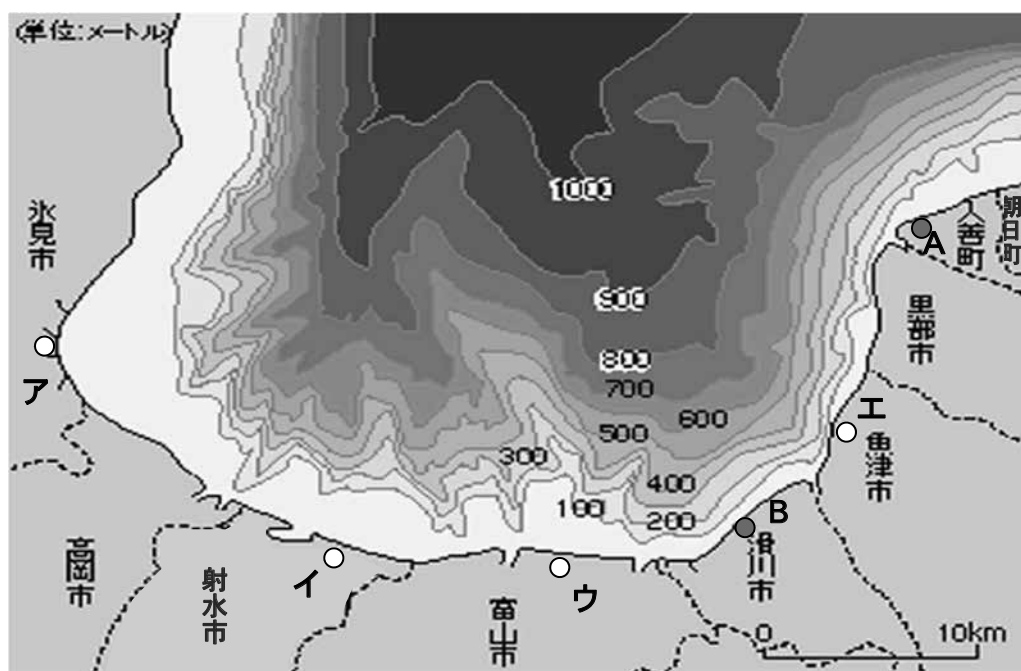 (単位:メートル)
1000
900
800
700
600
500
400
300
200
100
氷見市
ア
高岡市
射水市
イ
富山市
ウ
滑川市
B
魚津市
エ
黒部市
A
入善町
朝日町
0 10km